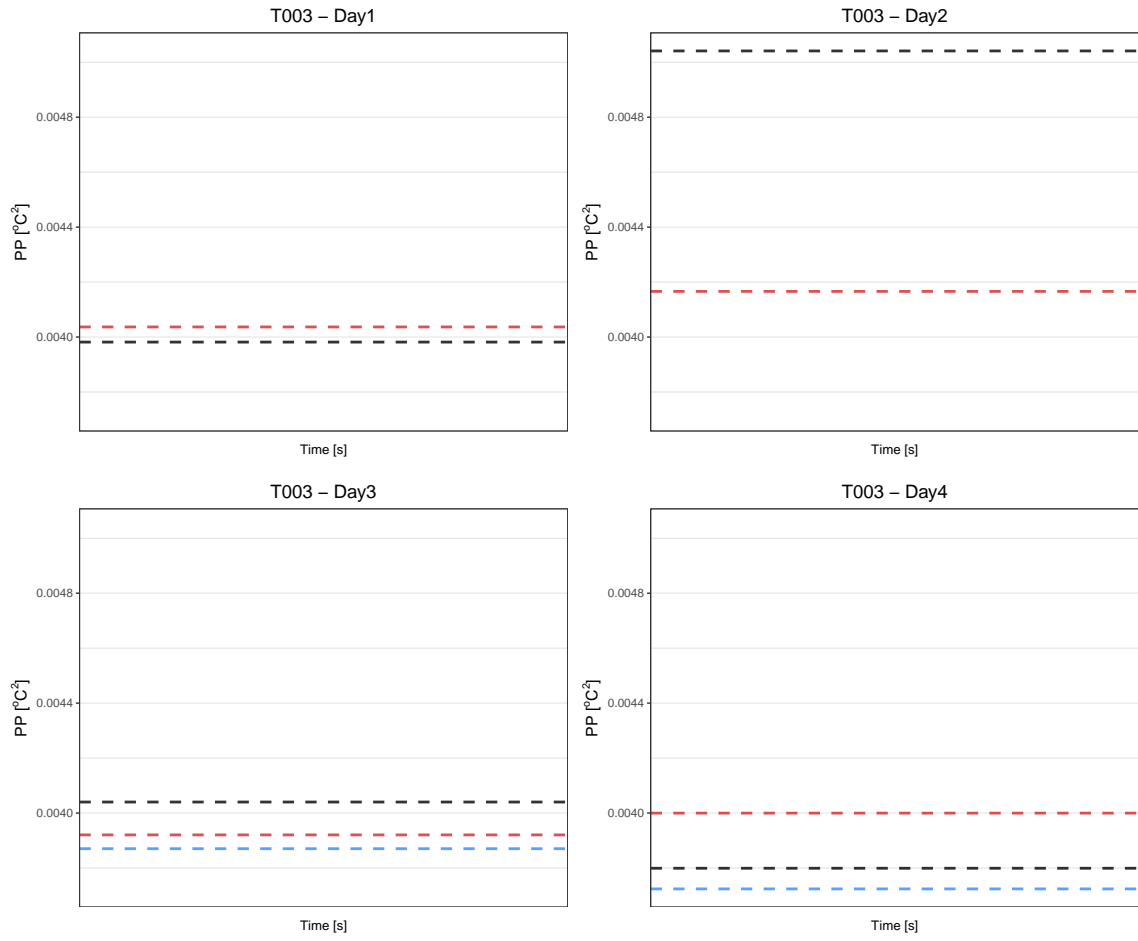 T003 – Day1
0.0048
0.0044
0.0040
PP [°C²]
Time [s]
T003 – Day2
0.0048
0.0044
0.0040
PP [°C²]
Time [s]
T003 – Day3
0.0048
0.0044
0.0040
PP [°C²]
Time [s]
T003 – Day4
0.0048
0.0044
0.0040
PP [°C²]
Time [s]